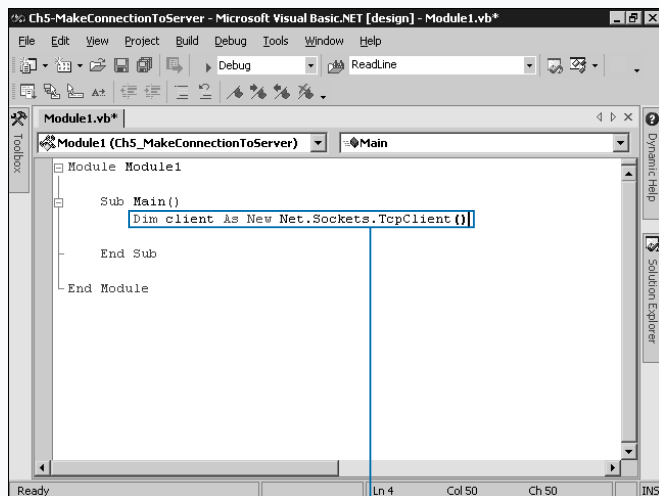 Ch5-MakeConnectionToServer - Microsoft Visual Basic.NET [design] - Module1.vb*
File Edit View Project Build Debug Tools Window Help
Debug ReadLine
Module1.vb*
Toolbox
Module1 (Ch5_MakeConnectionToServer) Main
Dynamic Help
Solution Explorer
Module Module1
Sub Main()
Dim client As New Net.Sockets.TcpClient()
End Sub
End Module
Ready Ln 4 Col 50 Ch 50 INS